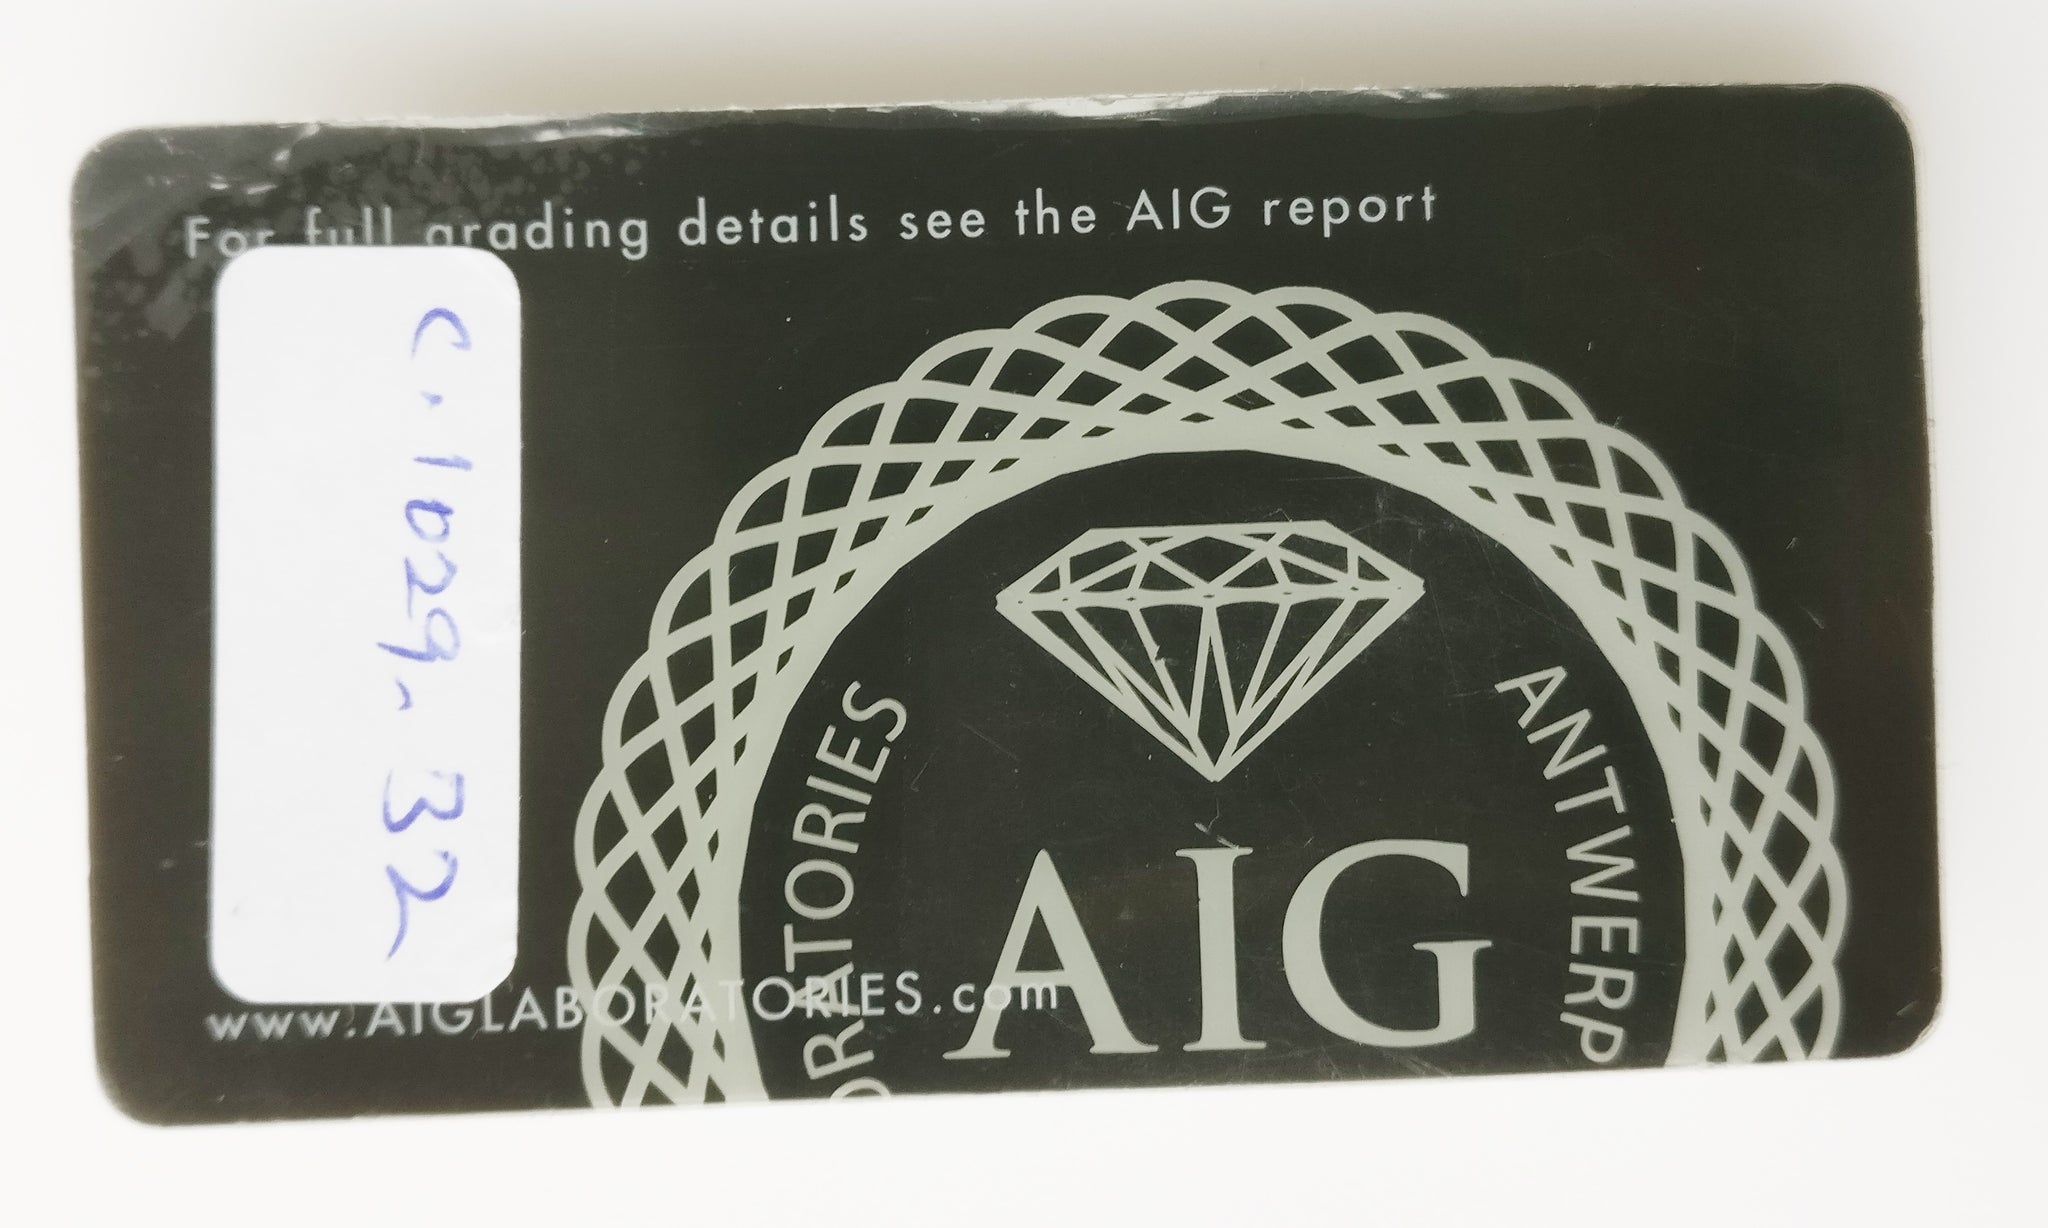 For full grading details see the AIG report
c.1029.32
ORATORIES
ANTWERP
AIG
www.AIGLABORATORIES.com